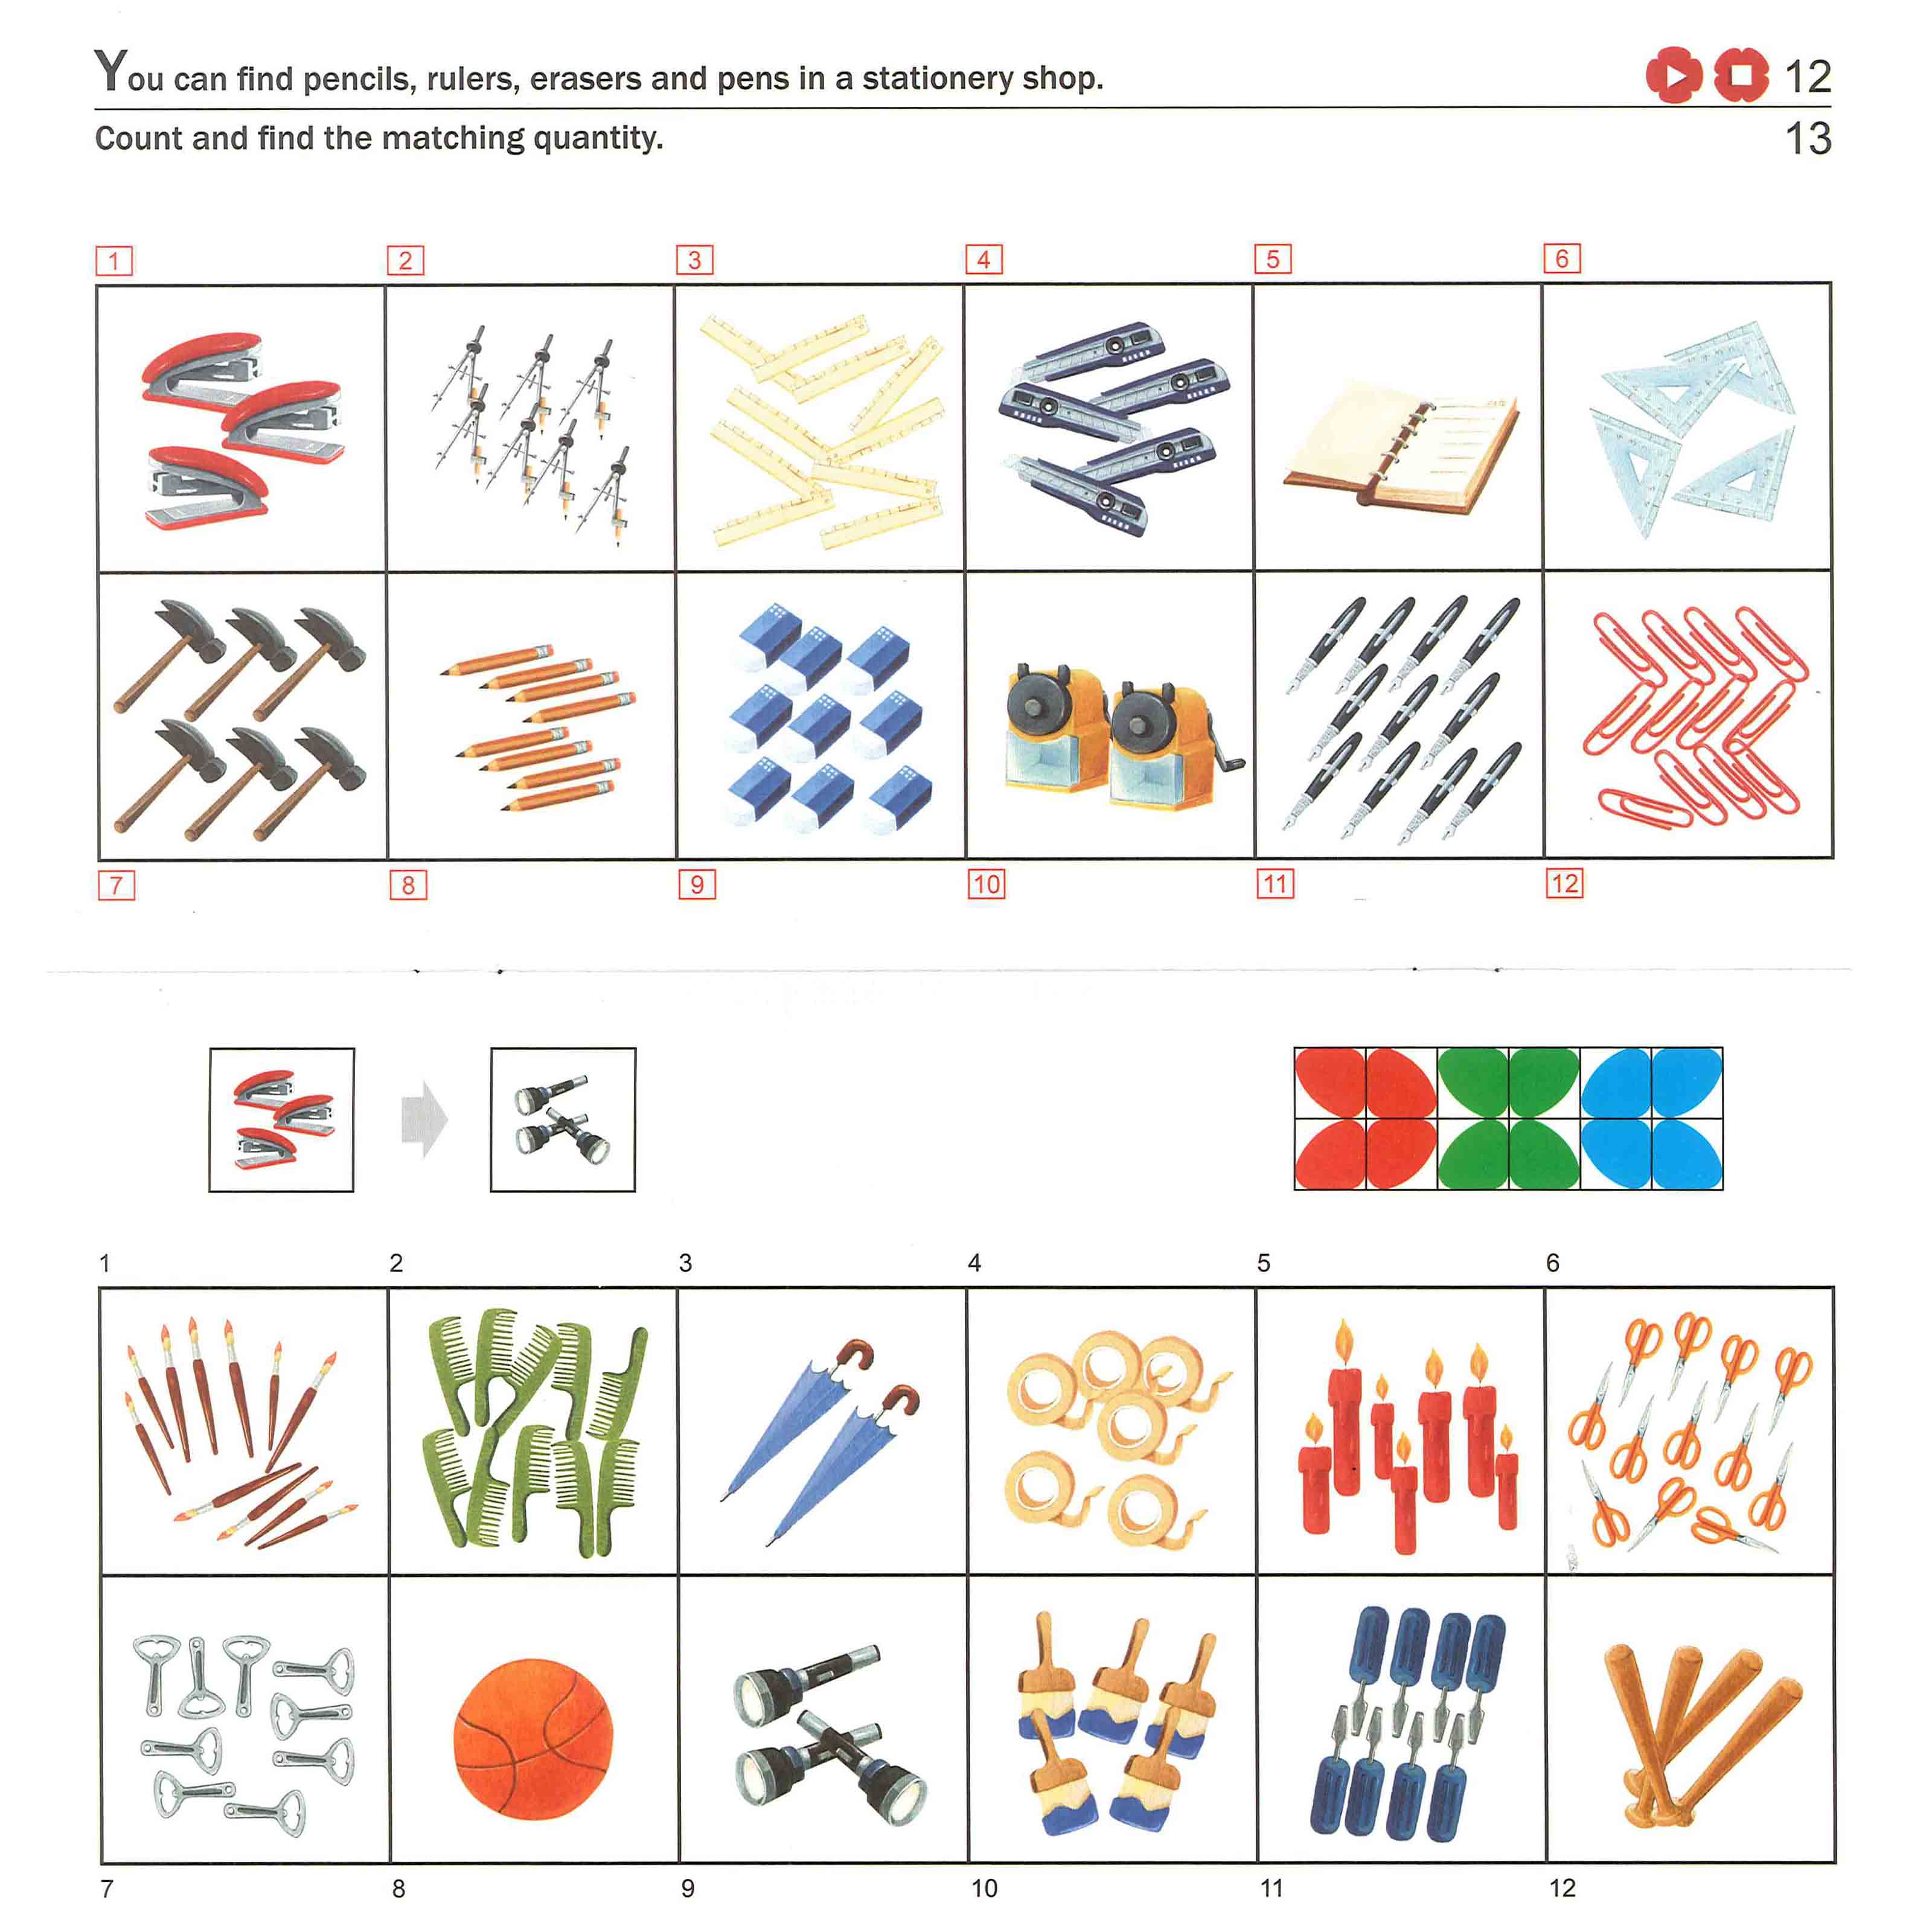 You can find pencils, rulers, erasers and pens in a stationery shop.
12
Count and find the matching quantity.
13
1 2 3 4 5 6
7 8 9 10 11 12
1 2 3 4 5 6
7 8 9 10 11 12